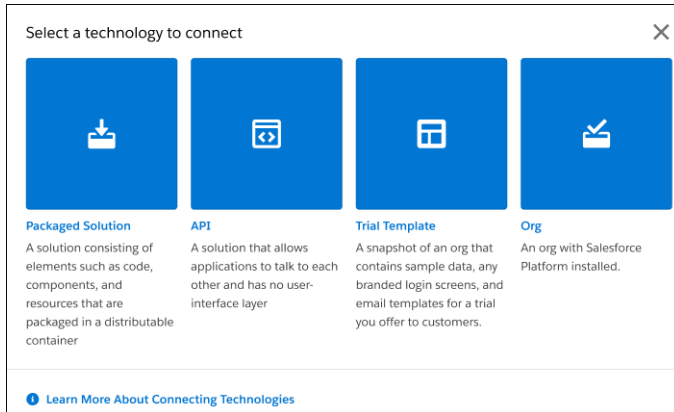 Select a technology to connect
Packaged Solution
A solution consisting of
elements such as code,
components, and
resources that are
packaged in a distributable
container
API
A solution that allows
applications to talk to each
other and has no user-
interface layer
Trial Template
A snapshot of an org that
contains sample data, any
branded login screens, and
email templates for a trial
you offer to customers.
Org
An org with Salesforce
Platform installed.
Learn More About Connecting Technologies